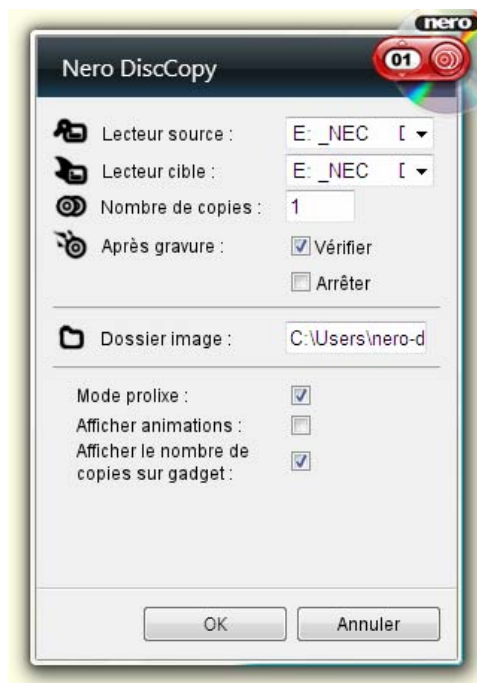 nero
01
Nero DiscCopy
Lecteur source : E: _NEC
Lecteur cible : E: _NEC
Nombre de copies : 1
Après gravure : Vérifier
Arrêter
Dossier image : C:\Users\nero-d
Mode prolixe :
Afficher animations :
Afficher le nombre de
copies sur gadget :
OK Annuler